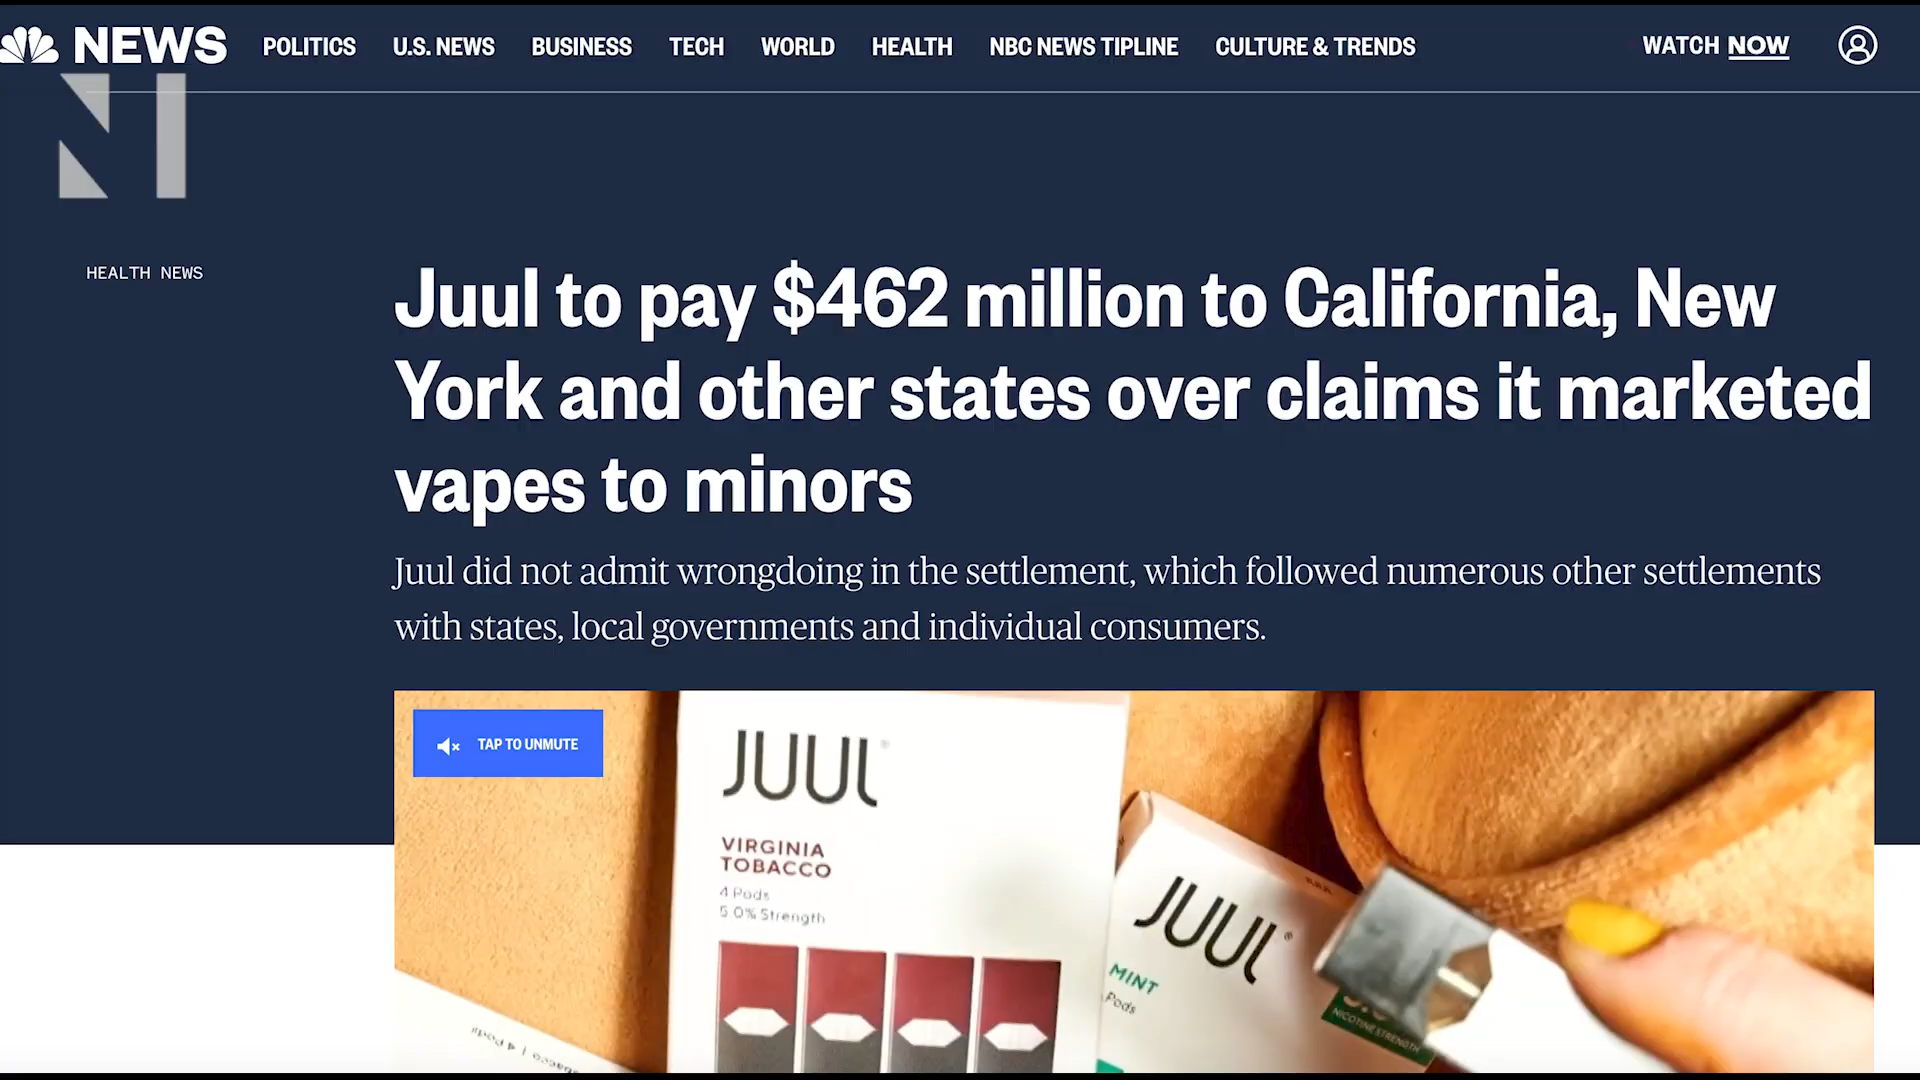 NEWS POLITICS U.S. NEWS BUSINESS TECH WORLD HEALTH NBC NEWS TIPLINE CULTURE & TRENDS WATCH NOW
HEALTH NEWS
Juul to pay $462 million to California, New
York and other states over claims it marketed
vapes to minors
Juul did not admit wrongdoing in the settlement, which followed numerous other settlements
with states, local governments and individual consumers.
TAP TO UNMUTE
JUUL®
VIRGINIA
TOBACCO
4 Pods
5.0% Strength
JUUL®
MINT
Pods
NICOTINE STRENGTH